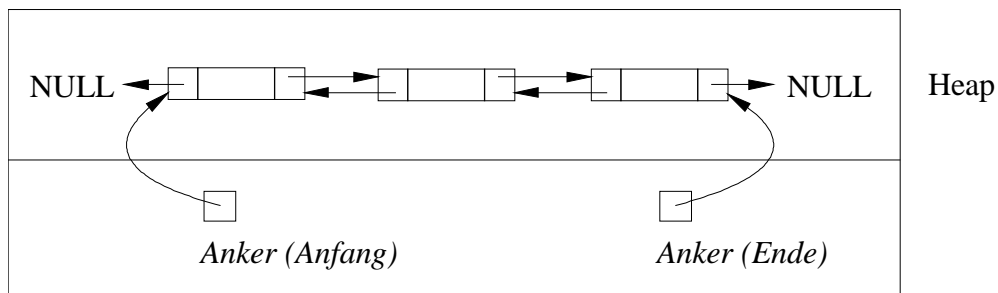 NULL
NULL
Heap
Anker (Anfang)
Anker (Ende)